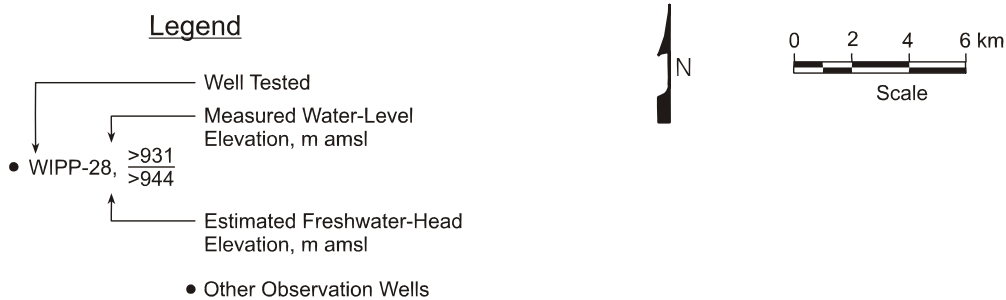 Legend
Well Tested
Measured Water-Level
Elevation, m amsl
WIPP-28, >931
>944
Estimated Freshwater-Head
Elevation, m amsl
Other Observation Wells
N
0 2 4 6 km
Scale